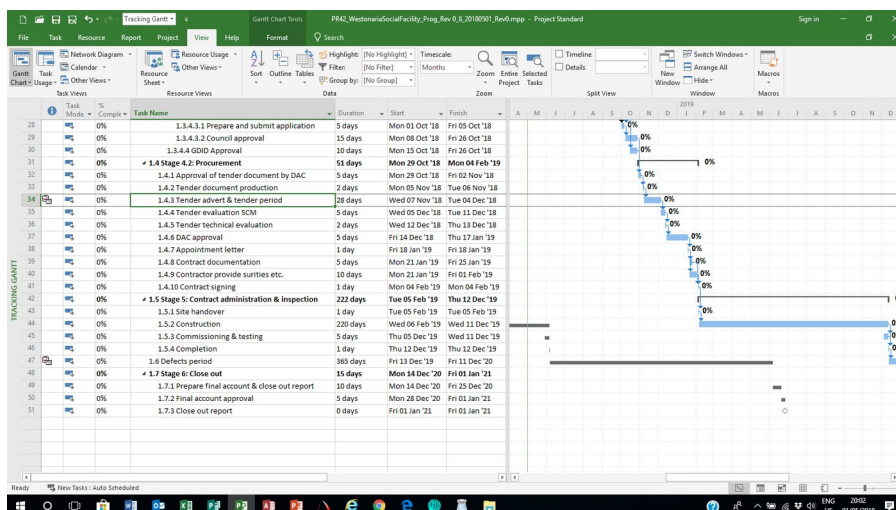 Tracking Gantt
Gantt Chart Tools
PR42_WestonariaSocialFacility_Prog_Rev 0_8_20180501_Rev0.mpp - Project Standard
Sign in
File Task Resource Report Project View Help Format Search
Gantt Chart
Task Usage
Network Diagram
Calendar
Other Views
Task Views
Resource Sheet
Resource Usage
Other Views
Resource Views
Sort Outline Tables
Highlight: [No Highlight]
Filter: [No Filter]
Group by: [No Group]
Data
Timescale:
Months
Zoom Entire Project Selected Tasks
Zoom
Timeline
Details
Split View
New Window
Switch Windows
Arrange All
Hide
Window
Macros
Macros
Task Mode % Comple Task Name Duration Start Finish
A M J J A S O N D 2019 J F M A M J J A S O N D
28 0% 1.3.4.3.1 Prepare and submit application 5 days Mon 01 Oct '18 Fri 05 Oct '18 0%
29 0% 1.3.4.3.2 Council approval 15 days Mon 08 Oct '18 Fri 26 Oct '18 0%
30 0% 1.3.4.4 GDID Approval 10 days Mon 15 Oct '18 Fri 26 Oct '18 0%
31 0% 1.4 Stage 4.2: Procurement 51 days Mon 29 Oct '18 Mon 04 Feb '19 0%
32 0% 1.4.1 Approval of tender document by DAC 5 days Mon 29 Oct '18 Fri 02 Nov '18 0%
33 0% 1.4.2 Tender document production 2 days Mon 05 Nov '18 Tue 06 Nov '18 0%
34 0% 1.4.3 Tender advert & tender period 28 days Wed 07 Nov '18 Tue 04 Dec '18 0%
35 0% 1.4.4 Tender evaluation SCM 5 days Wed 05 Dec '18 Tue 11 Dec '18 0%
36 0% 1.4.5 Tender technical evaluation 2 days Wed 12 Dec '18 Thu 13 Dec '18 0%
37 0% 1.4.6 DAC approval 5 days Fri 14 Dec '18 Thu 17 Jan '19 0%
38 0% 1.4.7 Appointment letter 1 day Fri 18 Jan '19 Fri 18 Jan '19 0%
39 0% 1.4.8 Contract documentation 5 days Mon 21 Jan '19 Fri 25 Jan '19 0%
40 0% 1.4.9 Contractor provide surities etc. 10 days Mon 21 Jan '19 Fri 01 Feb '19 0%
41 0% 1.4.10 Contract signing 1 day Mon 04 Feb '19 Mon 04 Feb '19 0%
42 0% 1.5 Stage 5: Contract administration & inspection 222 days Tue 05 Feb '19 Thu 12 Dec '19
43 0% 1.5.1 Site handover 1 day Tue 05 Feb '19 Tue 05 Feb '19 0%
44 0% 1.5.2 Construction 220 days Wed 06 Feb '19 Wed 11 Dec '19
45 0% 1.5.3 Commissioning & testing 5 days Thu 05 Dec '19 Wed 11 Dec '19
46 0% 1.5.4 Completion 1 day Thu 12 Dec '19 Thu 12 Dec '19
47 0% 1.6 Defects period 365 days Fri 13 Dec '19 Fri 11 Dec '20
48 0% 1.7 Stage 6: Close out 15 days Mon 14 Dec '20 Fri 01 Jan '21
49 0% 1.7.1 Prepare final account & close out report 10 days Mon 14 Dec '20 Fri 25 Dec '20
50 0% 1.7.2 Final account approval 5 days Mon 28 Dec '20 Fri 01 Jan '21
51 0% 1.7.3 Close out report 0 days Fri 01 Jan '21 Fri 01 Jan '21
TRACKING GANTT
Ready New Tasks : Auto Scheduled
ENG 20:02
US 01/05/2018